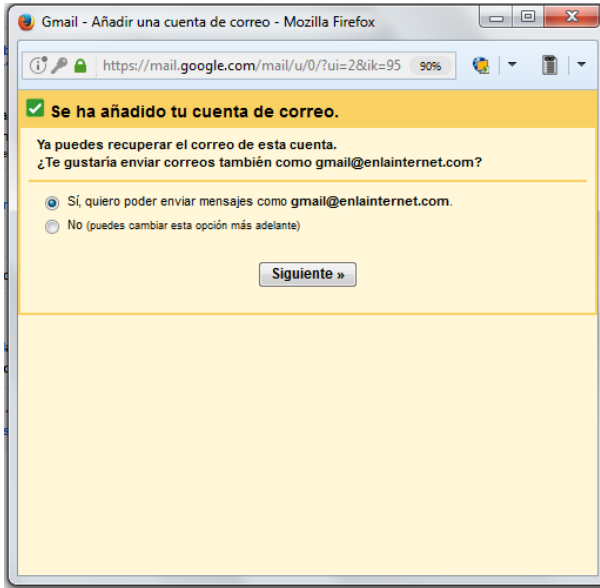 Gmail - Añadir una cuenta de correo - Mozilla Firefox
https://mail.google.com/mail/u/0/?ui=2&ik=95 90%
Se ha añadido tu cuenta de correo.
Ya puedes recuperar el correo de esta cuenta.
¿Te gustaría enviar correos también como gmail@enlainternet.com?
Sí, quiero poder enviar mensajes como gmail@enlainternet.com.
No (puedes cambiar esta opción más adelante)
Siguiente »